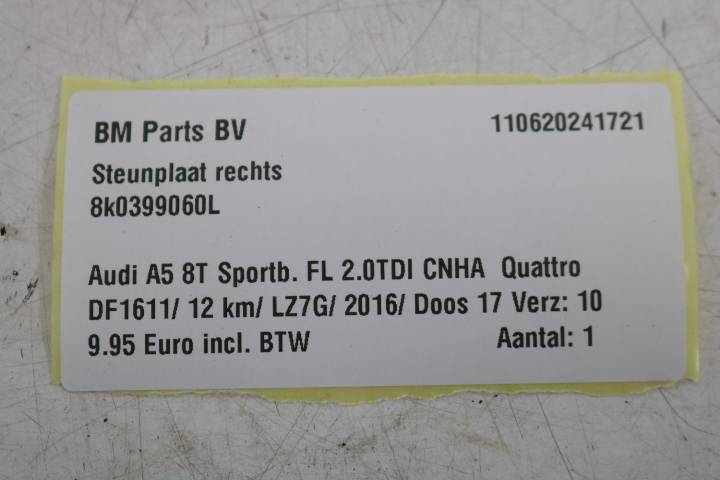 BM Parts BV 110620241721
Steunplaat rechts
8k0399060L
Audi A5 8T Sportb. FL 2.0TDI CNHA Quattro
DF1611/ 12 km/ LZ7G/ 2016/ Doos 17 Verz: 10
9.95 Euro incl. BTW Aantal: 1